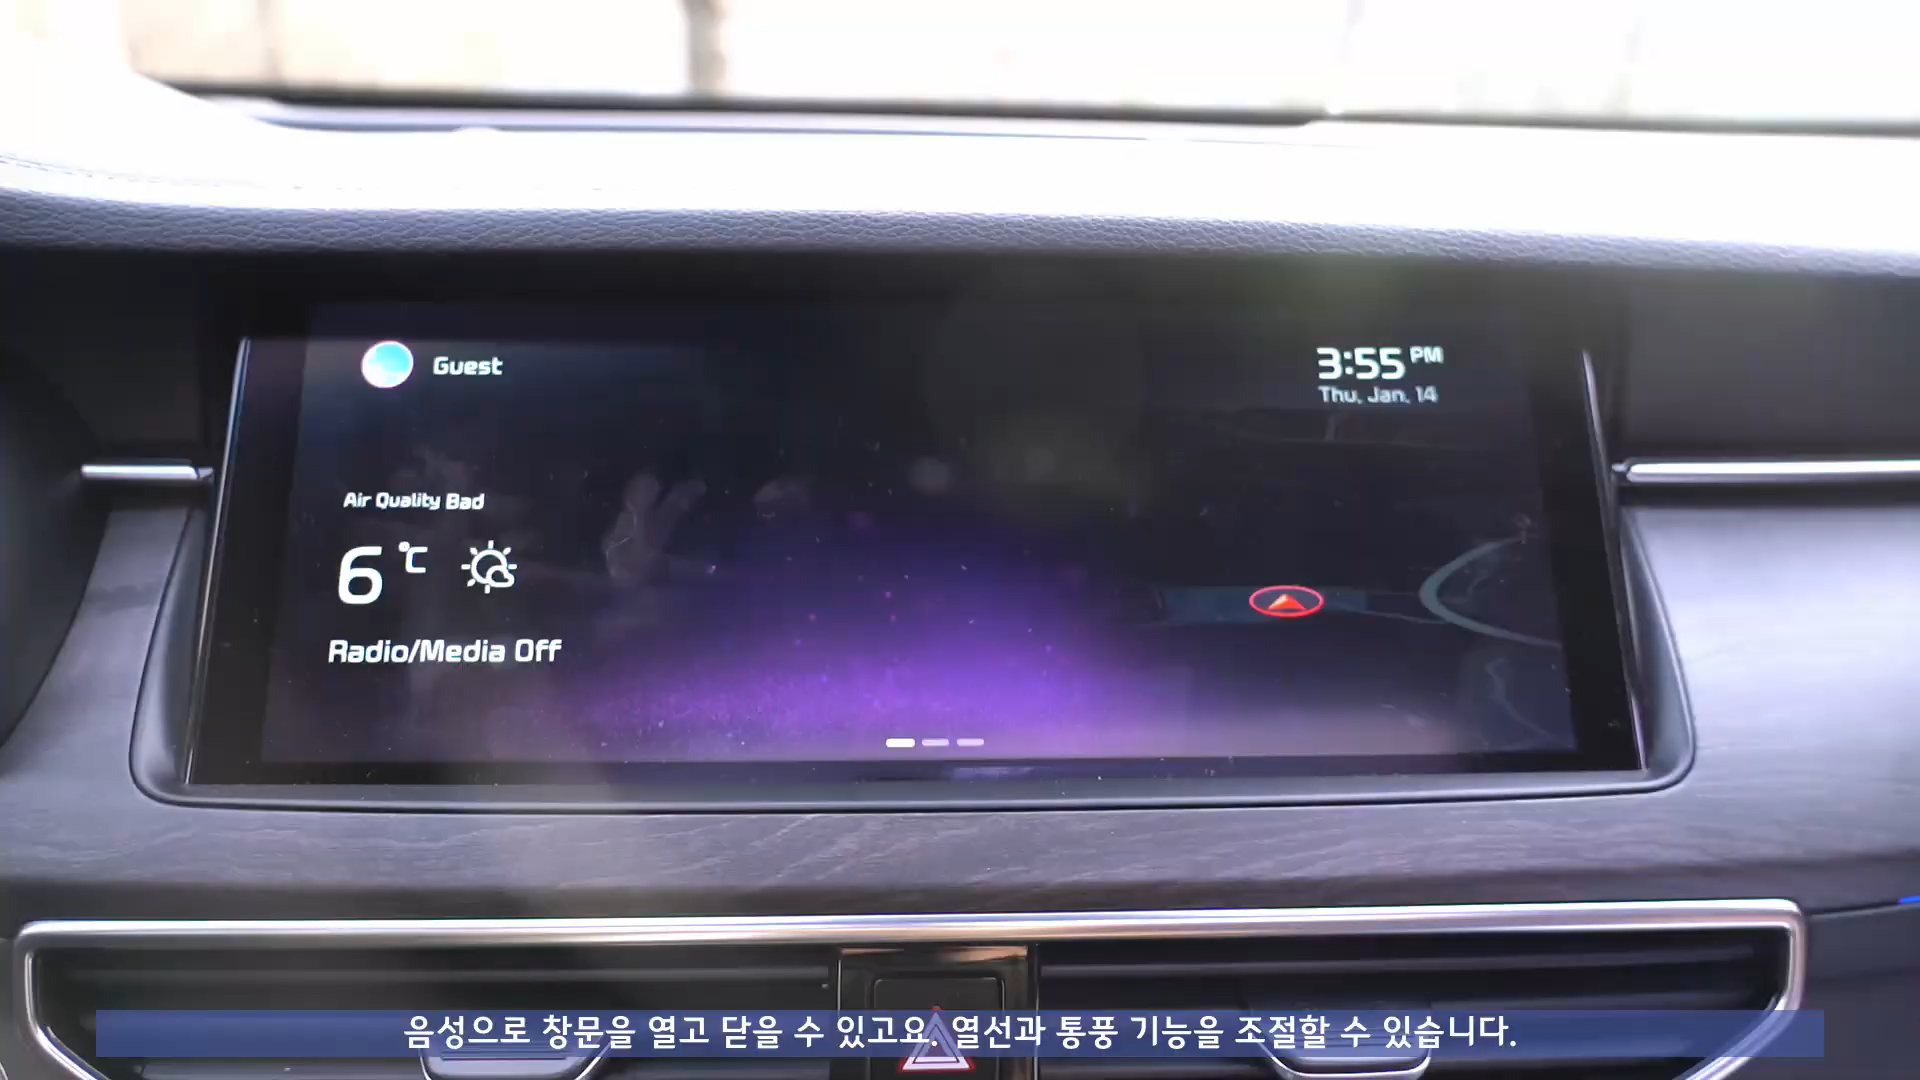 Guest
3:55 PM
Thu, Jan. 14
Air Quality Bad
6 °C
Radio/Media Off
음성으로 창문을 열고 닫을 수 있고요. 열선과 통풍 기능을 조절할 수 있습니다.